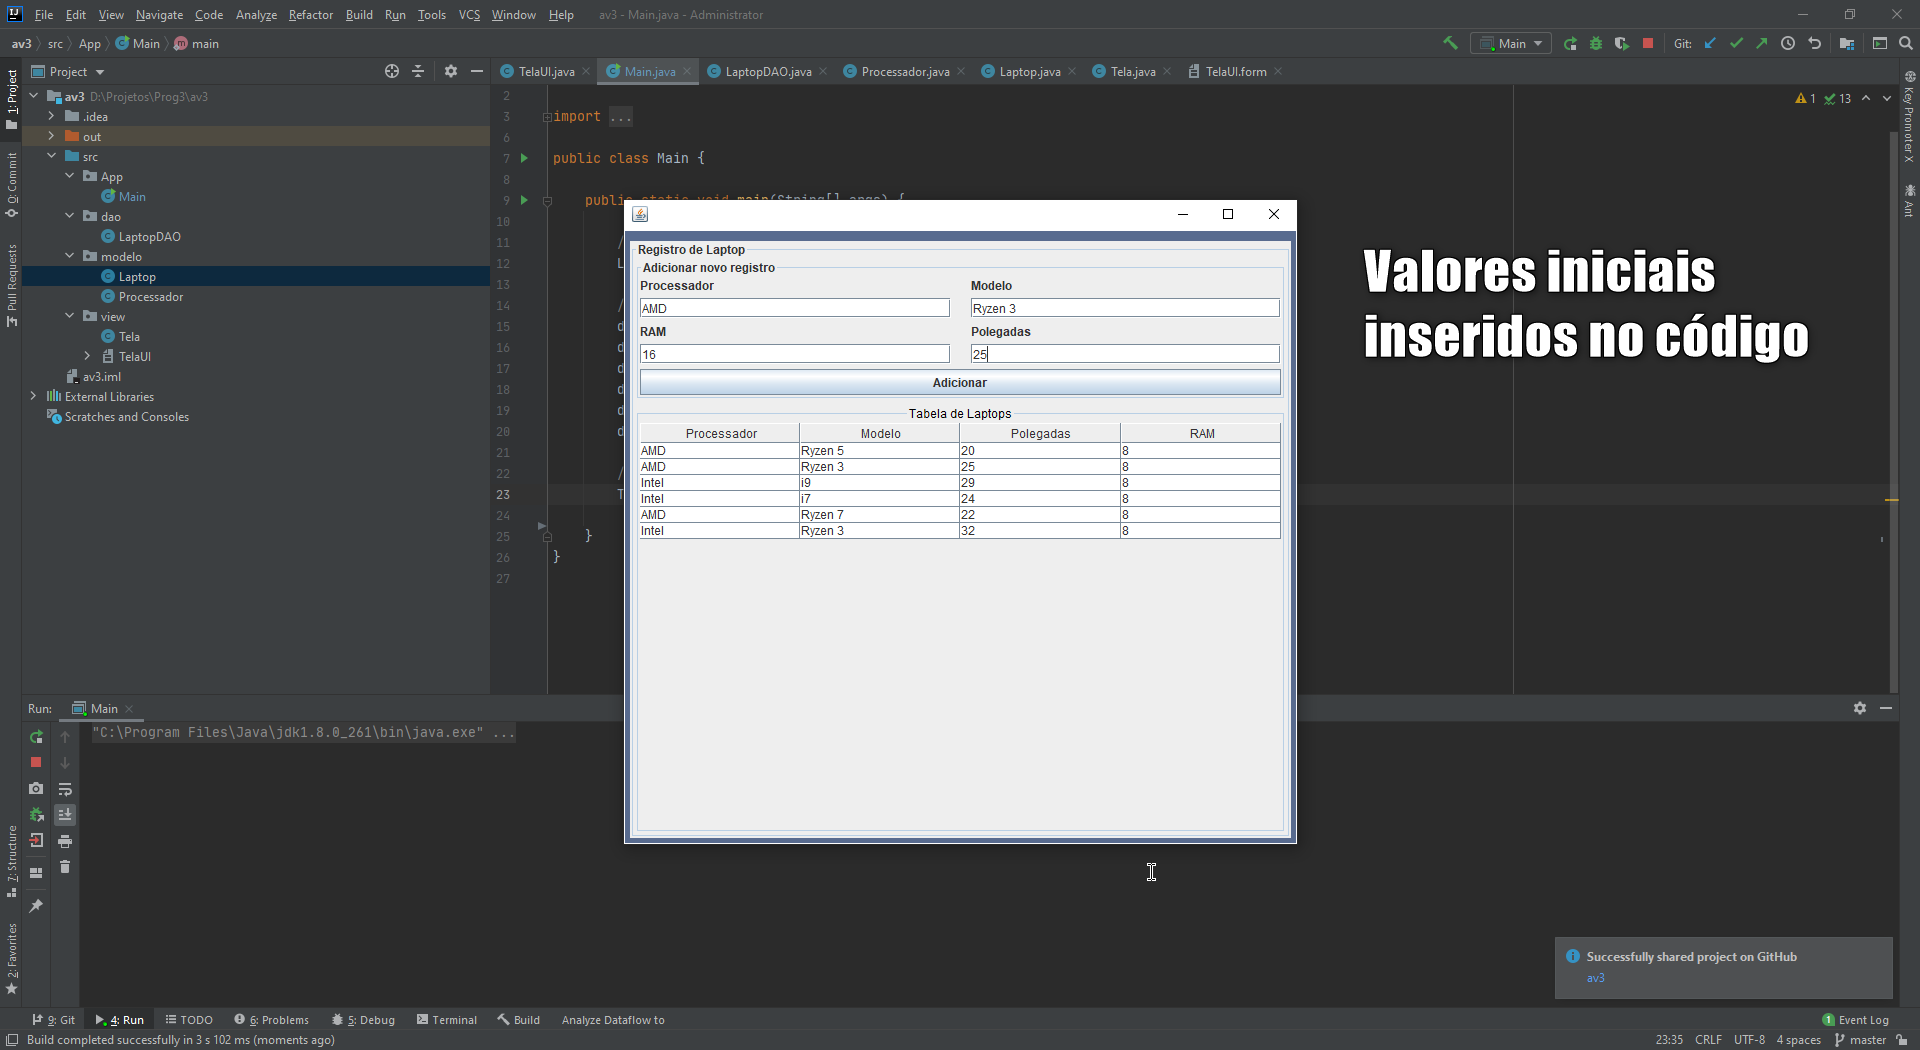 File Edit View Navigate Code Analyze Refactor Build Run Tools VCS Window Help av3 - Main.java - Administrator
av3 src App Main main
Main Git:
Project
TelaUI.java Main.java LaptopDAO.java Processador.java Laptop.java Tela.java TelaUI.form
1: Project
0: Commit
Pull Requests
7: Structure
2: Favorites
av3 D:\Projetos\Prog3\av3
.idea
out
src
App
Main
dao
LaptopDAO
modelo
Laptop
Processador
view
Tela
TelaUI
av3.iml
External Libraries
Scratches and Consoles
2
3 import ...
6
7 public class Main {
8
9 public static void main(String[] args) {
10
11 /
12 L
13
14 /
15 d
16 d
17 d
18 d
19 d
20 d
21
22 /
23 T
24
25 }
26 }
27
1 13
Key Promoter X
Ant
Registro de Laptop
Adicionar novo registro
Processador Modelo
AMD Ryzen 3
RAM Polegadas
16 25
Adicionar
Tabela de Laptops
Processador Modelo Polegadas RAM
AMD Ryzen 5 20 8
AMD Ryzen 3 25 8
Intel i9 29 8
Intel i7 24 8
AMD Ryzen 7 22 8
Intel Ryzen 3 32 8
Valores iniciais
inseridos no código
Run: Main
"C:\Program Files\Java\jdk1.8.0_261\bin\java.exe" ...
Successfully shared project on GitHub
av3
9: Git 4: Run TODO 6: Problems 5: Debug Terminal Build Analyze Dataflow to 1 Event Log
Build completed successfully in 3 s 102 ms (moments ago) 23:35 CRLF UTF-8 4 spaces master